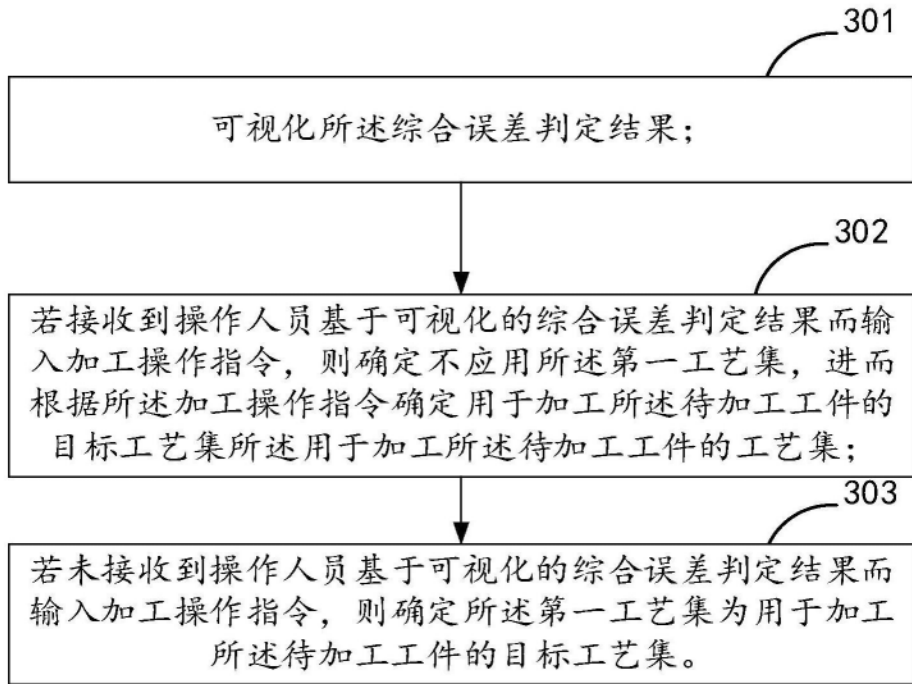 301
可视化所述综合误差判定结果；
302
若接收到操作人员基于可视化的综合误差判定结果而输
入加工操作指令，则确定不应用所述第一工艺集，进而
根据所述加工操作指令确定用于加工所述待加工工件的
目标工艺集所述用于加工所述待加工工件的工艺集；
303
若未接收到操作人员基于可视化的综合误差判定结果而
输入加工操作指令，则确定所述第一工艺集为用于加工
所述待加工工件的目标工艺集。